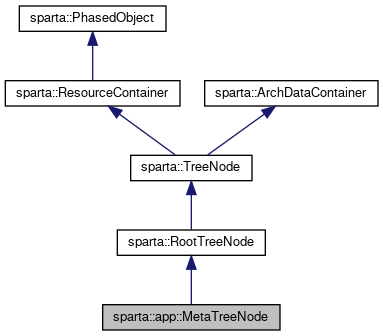 sparta::PhasedObject
sparta::ResourceContainer
sparta::ArchDataContainer
sparta::TreeNode
sparta::RootTreeNode
sparta::app::MetaTreeNode